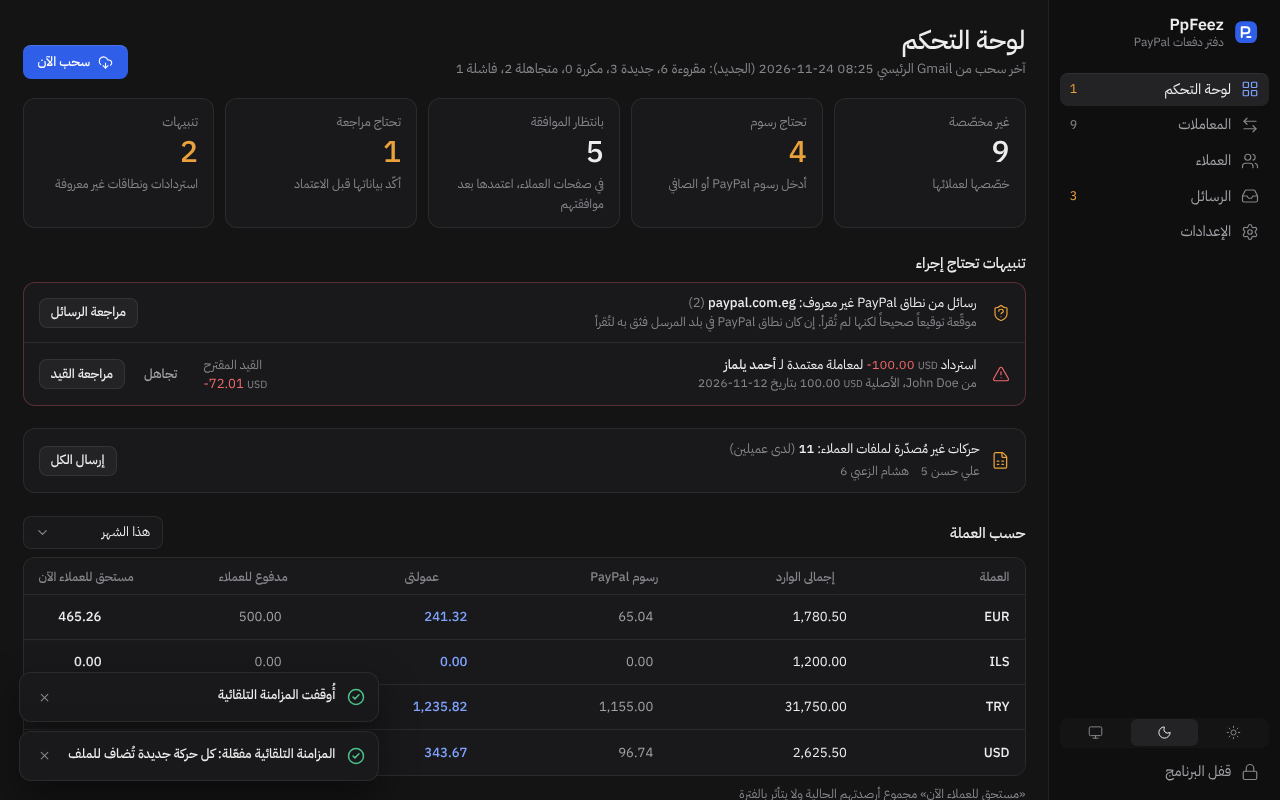 PpFeez
دفتر دفعات PayPal
لوحة التحكم 1
المعاملات 9
العملاء
الرسائل 3
الإعدادات
قفل البرنامج
لوحة التحكم
آخر سحب من Gmail الرئيسي 08:25 24-11-2026 (الجديد): مقروءة 6، جديدة 3، مكررة 0، متجاهلة 2، فاشلة 1
سحب الآن
غير مخصّصة
9
خصّصها لعملائها
تحتاج رسوم
4
أدخل رسوم PayPal أو الصافي
بانتظار الموافقة
5
في صفحات العملاء، اعتمدها بعد
موافقتهم
تحتاج مراجعة
1
أكّد بياناتها قبل الاعتماد
تنبيهات
2
استردادات ونطاقات غير معروفة
تنبيهات تحتاج إجراء
رسائل من نطاق PayPal غير معروف: paypal.com.eg (2)
موقّعة توقيعاً صحيحاً لكنها لم تُقرأ. إن كان نطاق PayPal في بلد المرسل فثق به لتُقرأ
مراجعة الرسائل
استرداد -100.00 USD لمعاملة معتمدة لـ أحمد يلماز
من John Doe، الأصلية 100.00 USD بتاريخ 12-11-2026
القيد المقترح
-72.01 USD
تجاهل
مراجعة القيد
حركات غير مُصدّرة لملفات العملاء: 11 (لدى عميلين)
علي حسن 5 هشام الزعبي 6
إرسال الكل
حسب العملة
هذا الشهر
العملة إجمالي الوارد رسوم PayPal عمولتي مدفوع للعملاء مستحق للعملاء الآن
EUR 1,780.50 65.04 241.32 500.00 465.26
ILS 1,200.00 0.00 0.00 0.00 0.00
TRY 31,750.00 1,155.00 1,235.82
USD 2,625.50 96.74 343.67
«مستحق للعملاء الآن» مجموع أرصدتهم الحالية ولا يتأثر بالفترة
أُوقفت المزامنة التلقائية
المزامنة التلقائية مفعّلة: كل حركة جديدة تُضاف للملف